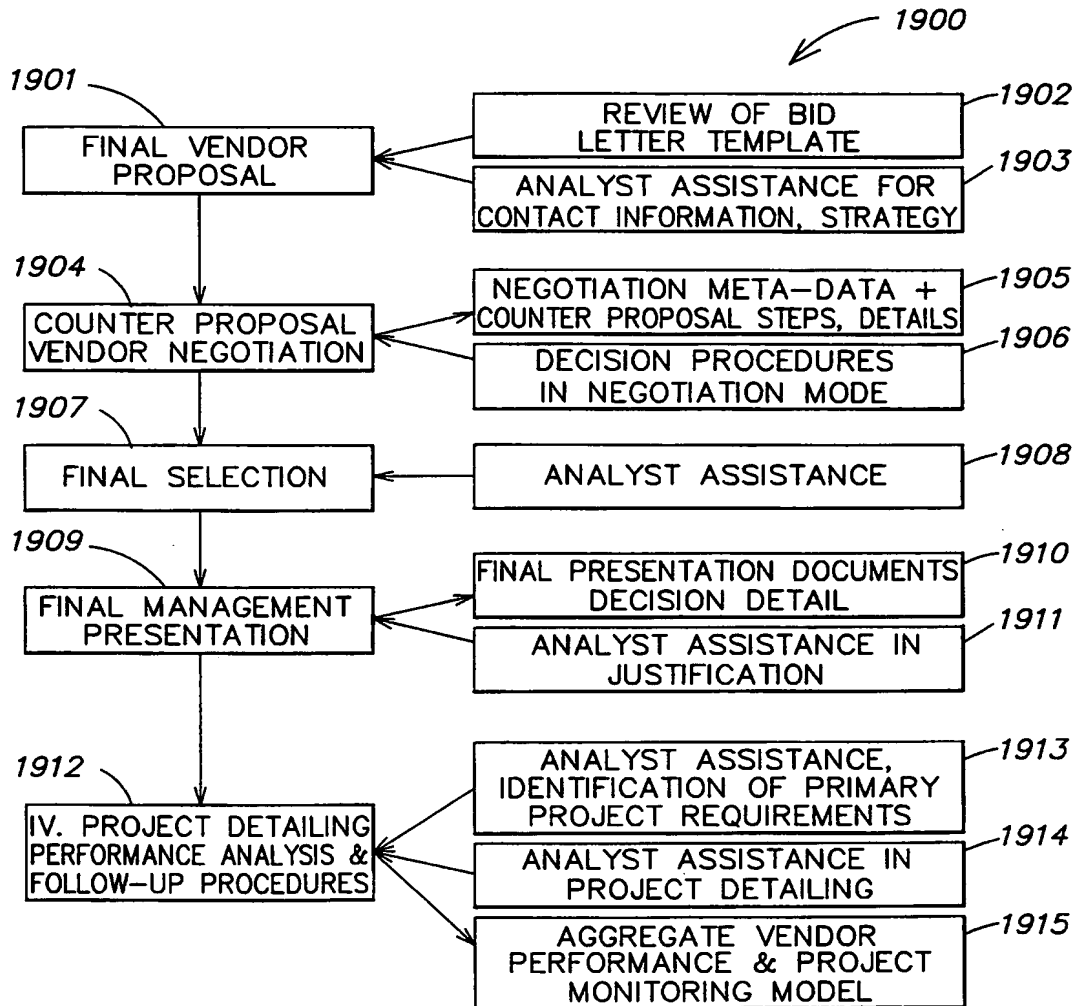 1900
1901
FINAL VENDOR
PROPOSAL
1902
REVIEW OF BID
LETTER TEMPLATE
1903
ANALYST ASSISTANCE FOR
CONTACT INFORMATION, STRATEGY
1904
COUNTER PROPOSAL
VENDOR NEGOTIATION
1905
NEGOTIATION META-DATA +
COUNTER PROPOSAL STEPS, DETAILS
1906
DECISION PROCEDURES
IN NEGOTIATION MODE
1907
FINAL SELECTION
1908
ANALYST ASSISTANCE
1909
FINAL MANAGEMENT
PRESENTATION
1910
FINAL PRESENTATION DOCUMENTS
DECISION DETAIL
1911
ANALYST ASSISTANCE IN
JUSTIFICATION
1912
IV. PROJECT DETAILING
PERFORMANCE ANALYSIS &
FOLLOW-UP PROCEDURES
1913
ANALYST ASSISTANCE,
IDENTIFICATION OF PRIMARY
PROJECT REQUIREMENTS
1914
ANALYST ASSISTANCE IN
PROJECT DETAILING
1915
AGGREGATE VENDOR
PERFORMANCE & PROJECT
MONITORING MODEL